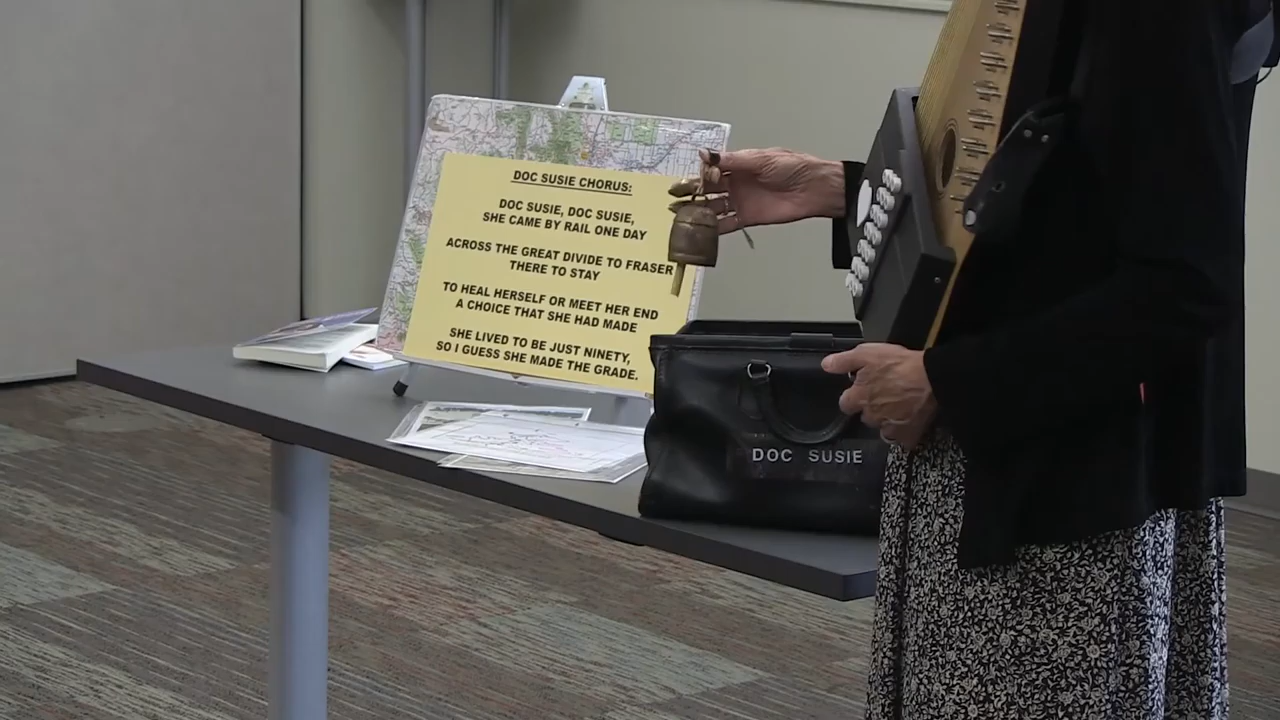 DOC SUSIE CHORUS:
DOC SUSIE, DOC SUSIE,
SHE CAME BY RAIL ONE DAY
ACROSS THE GREAT DIVIDE TO FRASER
THERE TO STAY
TO HEAL HERSELF OR MEET HER END
A CHOICE THAT SHE HAD MADE
SHE LIVED TO BE JUST NINETY,
SO I GUESS SHE MADE THE GRADE.
DOC SUSIE